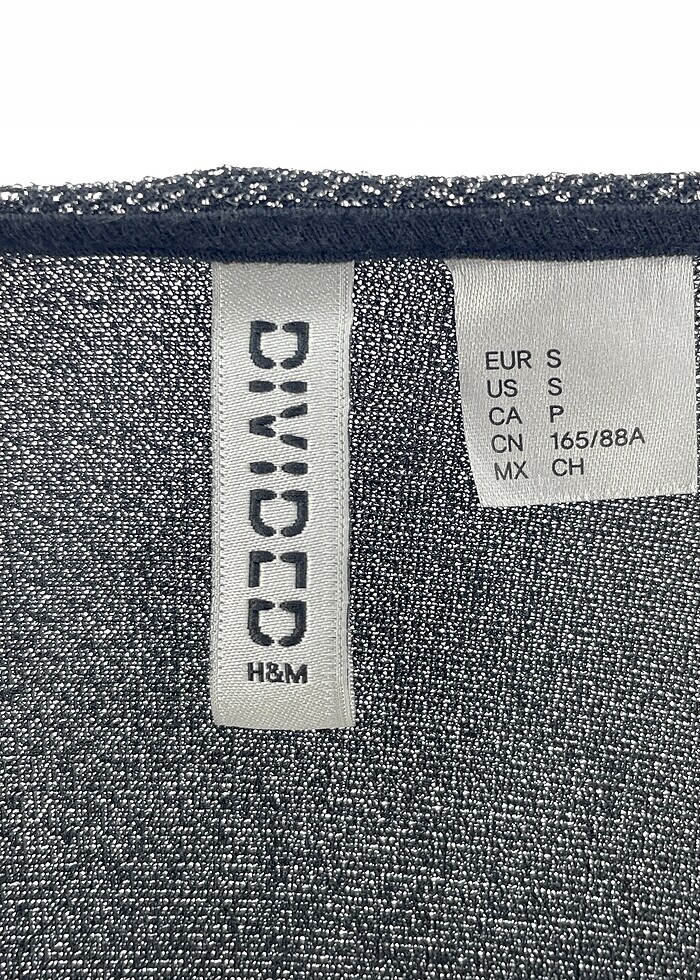 DIVIDED
H&M
EUR S
US S
CA P
CN 165/88A
MX CH